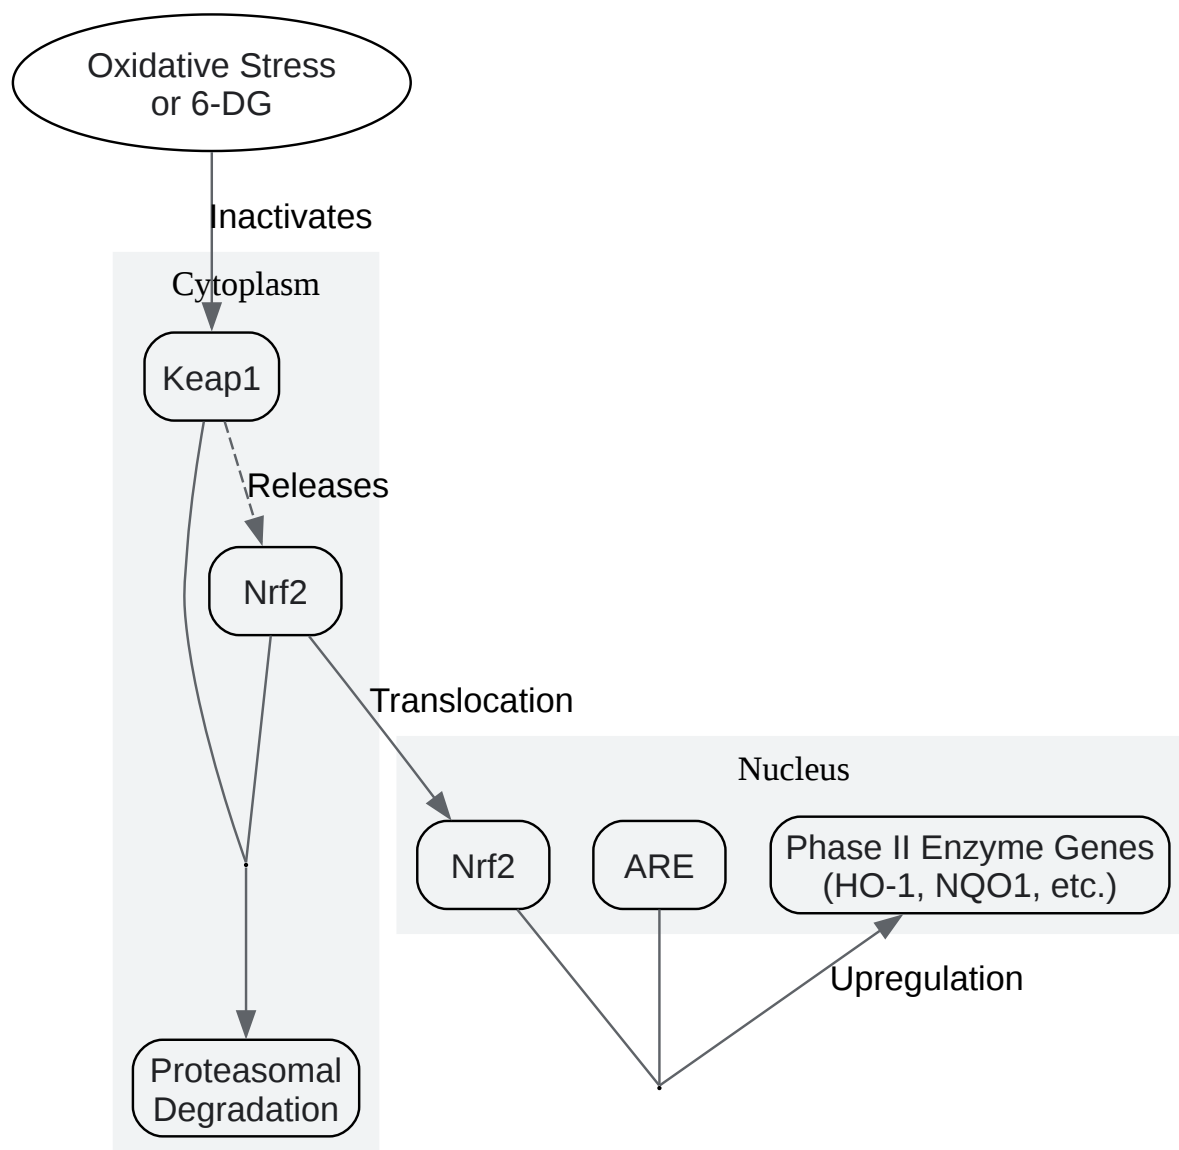 Oxidative Stress
or 6-DG
Inactivates
Cytoplasm
Keap1
Releases
Nrf2
Translocation
Nucleus
Nrf2
ARE
Phase II Enzyme Genes
(HO-1, NQO1, etc.)
Upregulation
Proteasomal
Degradation